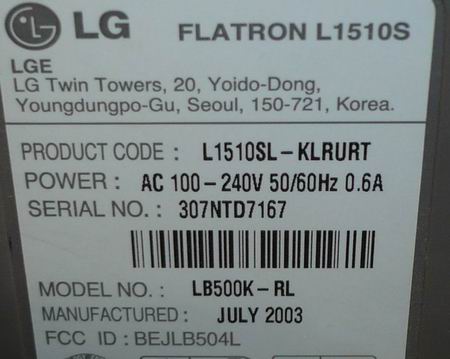 LG FLATRON L1510S
LGE
LG Twin Towers, 20, Yoido-Dong,
Youngdungpo-Gu, Seoul, 150-721, Korea.
PRODUCT CODE : L1510SL-KLRURT
POWER : AC 100-240V 50/60Hz 0.6A
SERIAL NO. : 307NTD7167
MODEL NO. : LB500K-RL
MANUFACTURED : JULY 2003
FCC ID : BEJLB504L